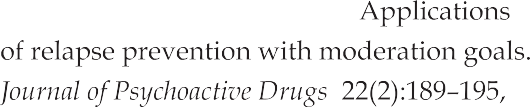 Applications
of relapse prevention with moderation goals.
Journal of Psychoactive Drugs 22(2):189–195,